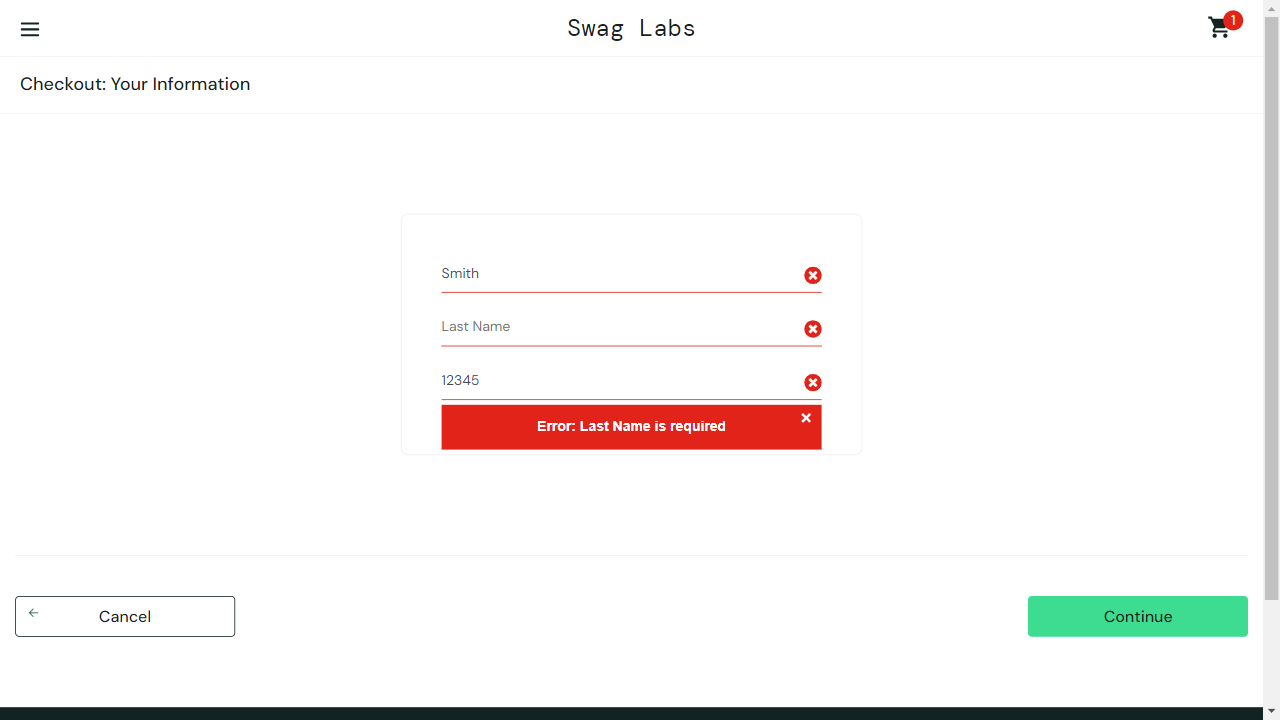 Swag Labs
1
Checkout: Your Information
Smith
Last Name
12345
Error: Last Name is required
Cancel
Continue